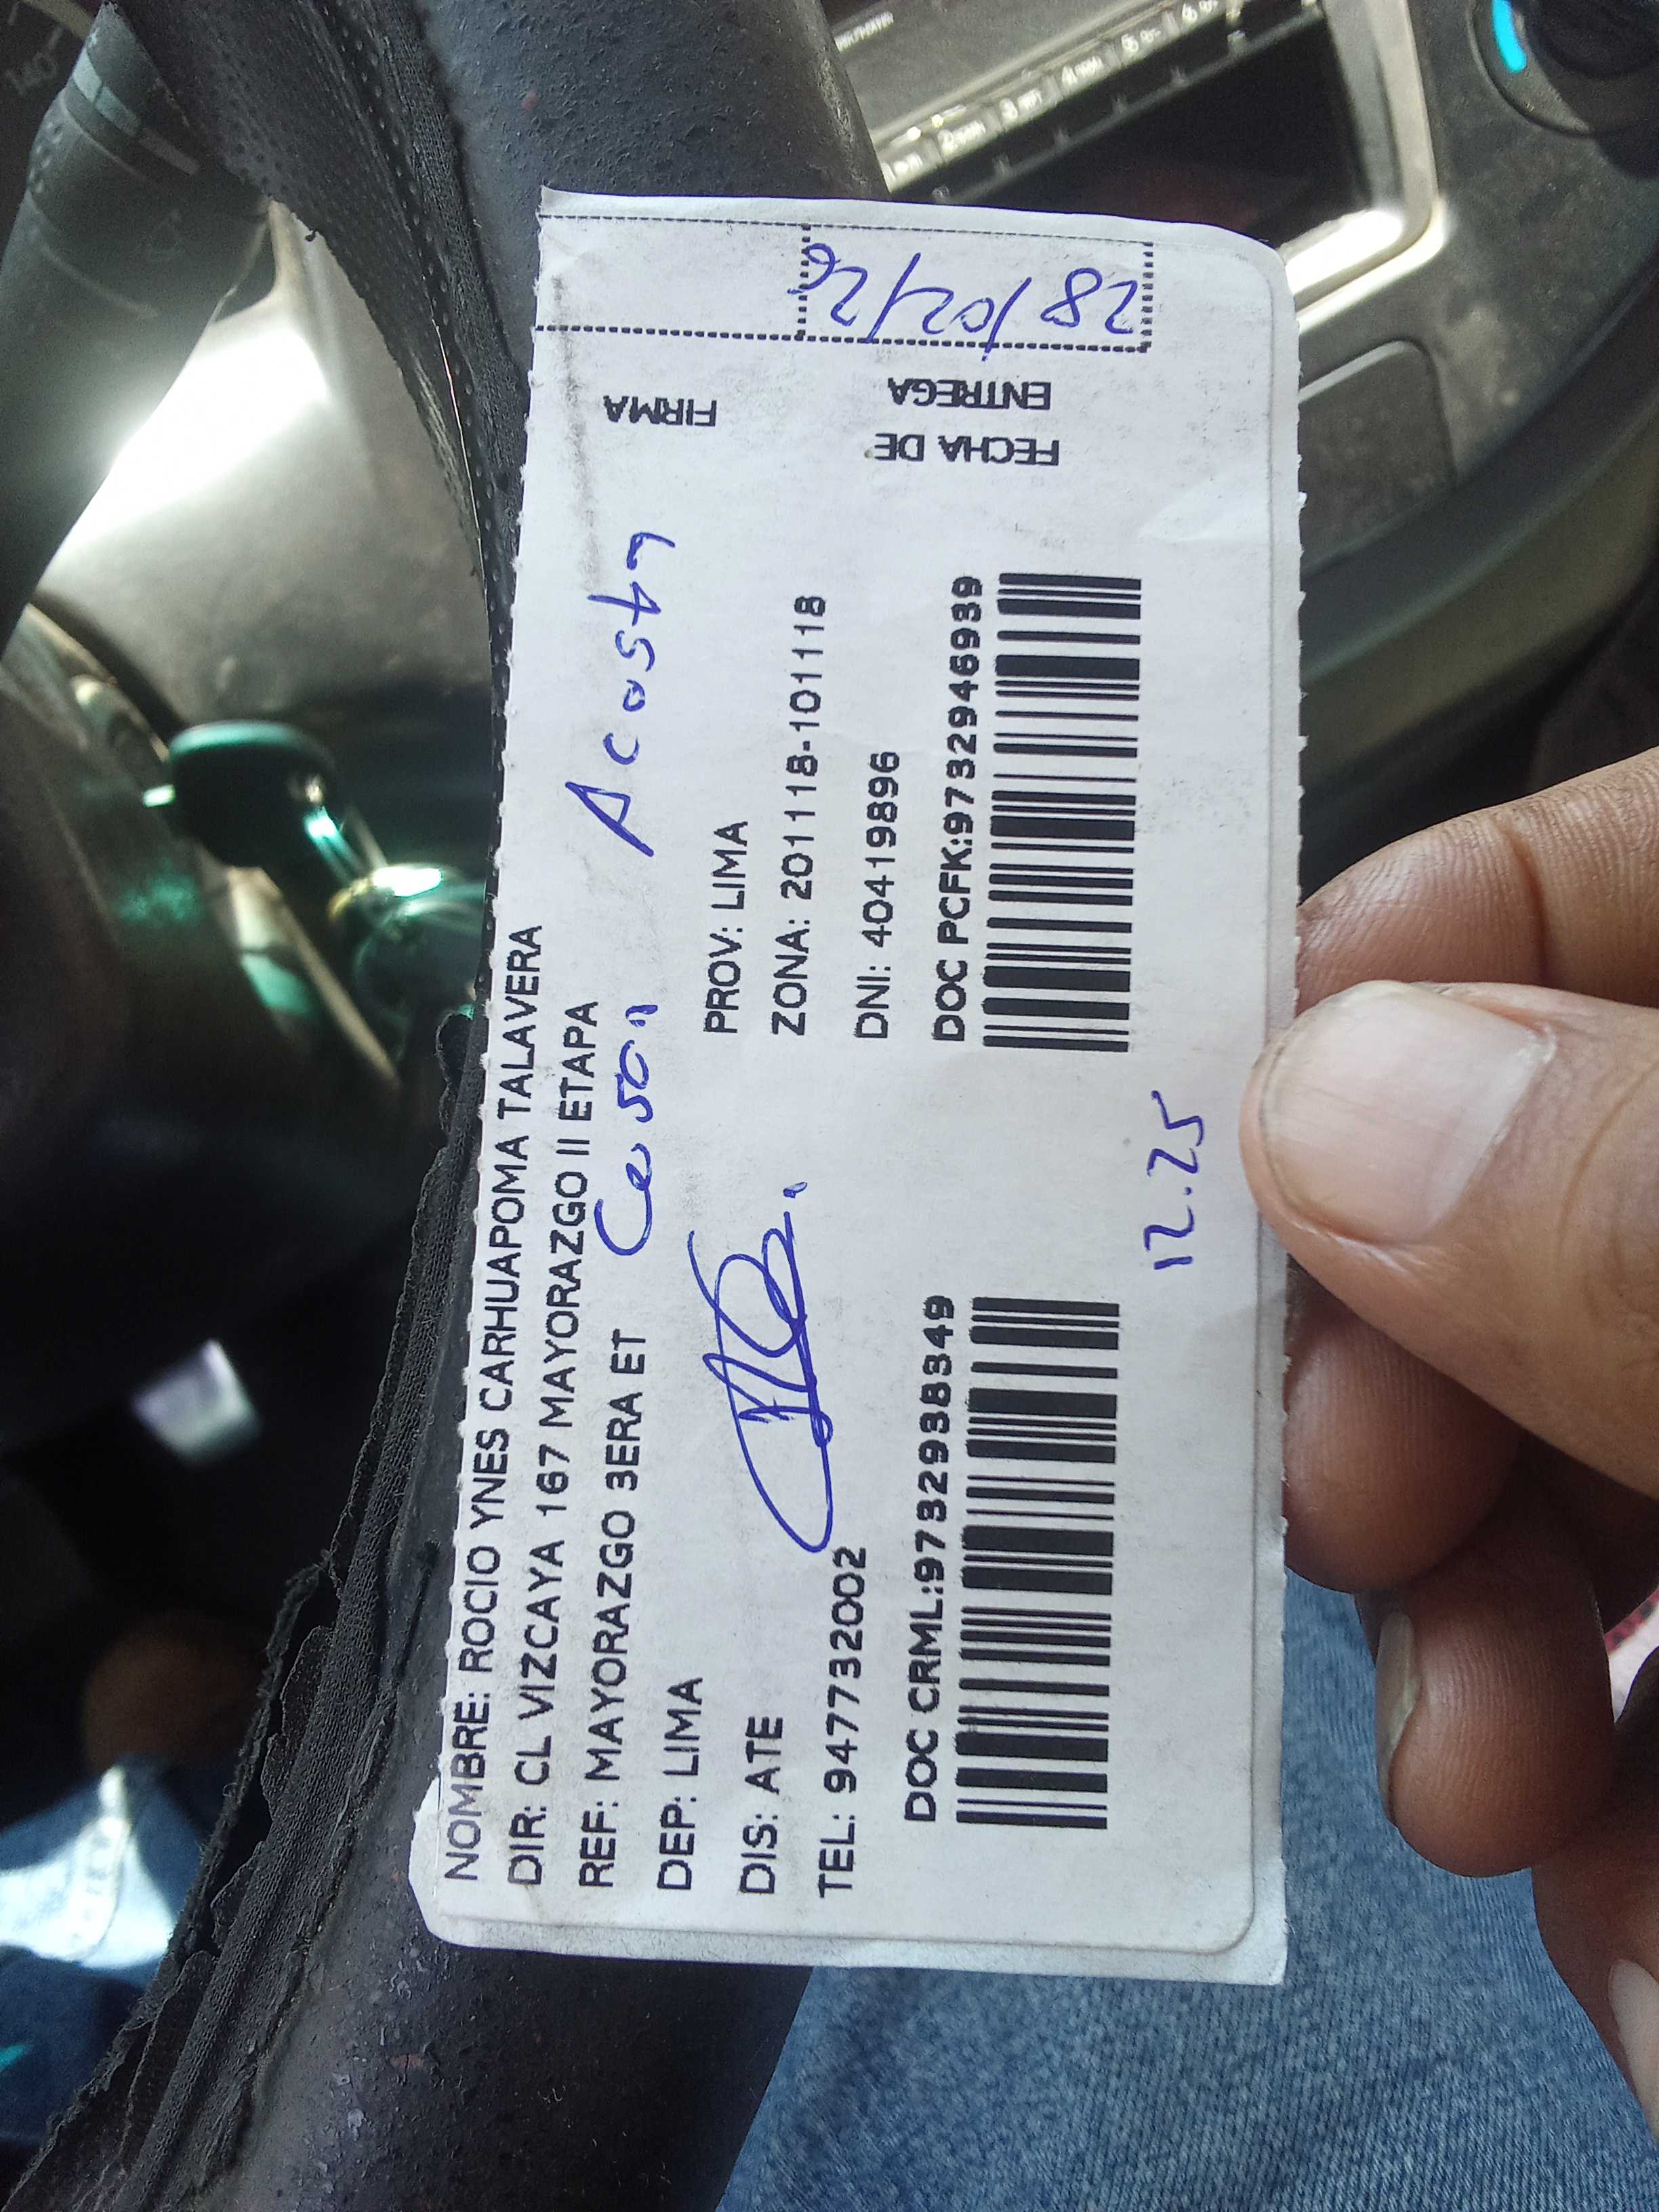 NOMBRE: ROCIO YNES CARHUAPOMA TALAVERA
DIR: CL VIZCAYA 167 MAYORAZGO II ETAPA
REF: MAYORAZGO 3ERA ET
Acosta
DEP: LIMA
PROV: LIMA
DIS: ATE
ZONA: 201118-101118
TEL: 947732002
DNI: 40419896
DOC CRML:9732938349
DOC PCFK:9732946939
12.25
FECHA DE
ENTREGA
28/02/26
FIRMA
140